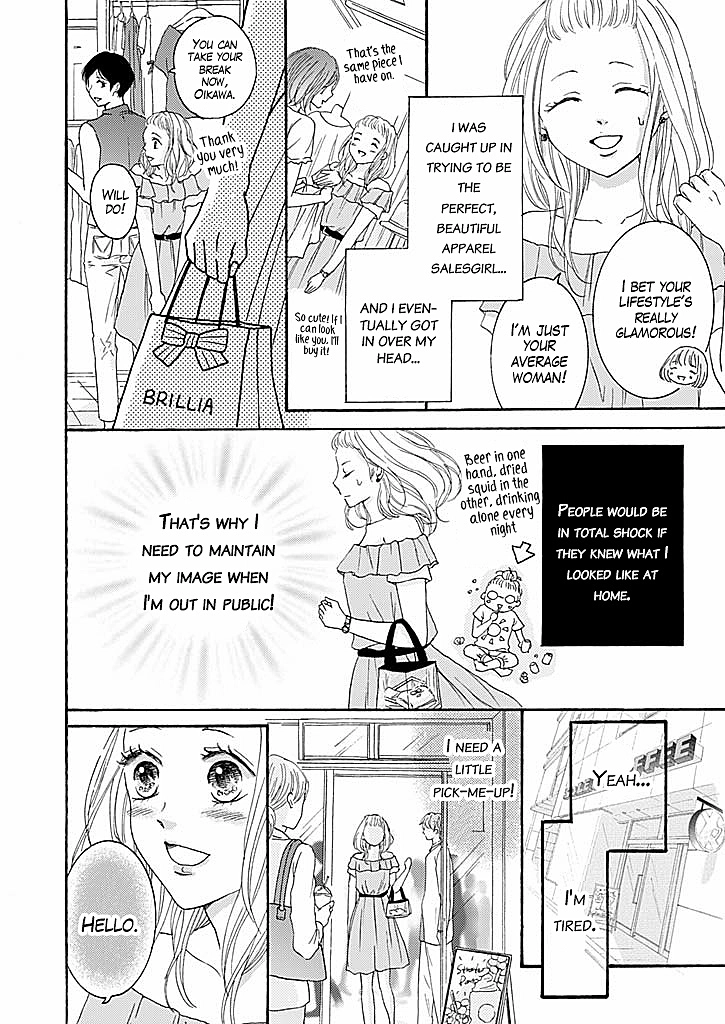 I BET YOUR
LIFESTYLE'S
REALLY
GLAMOROUS!
I'M JUST
YOUR
AVERAGE
WOMAN!
I WAS
CAUGHT UP IN
TRYING TO BE
THE
PERFECT,
BEAUTIFUL
APPAREL
SALESGIRL...
AND I EVEN-
TUALLY GOT
IN OVER MY
HEAD...
That's the
same piece I
have on.
So cute! If I
can look
like you, I'll
buy it!
YOU CAN
TAKE YOUR
BREAK
NOW,
OIKAWA.
Thank
you very
much!
WILL
DO!
BRILLIA
PEOPLE WOULD BE
IN TOTAL SHOCK IF
THEY KNEW WHAT I
LOOKED LIKE AT
HOME.
Beer in one
hand, dried
squid in the
other, drinking
alone every
night
THAT'S WHY I
NEED TO MAINTAIN
MY IMAGE WHEN
I'M OUT IN PUBLIC!
YEAH...
I'M
TIRED.
I NEED A
LITTLE
PICK-ME-UP!
HELLO.